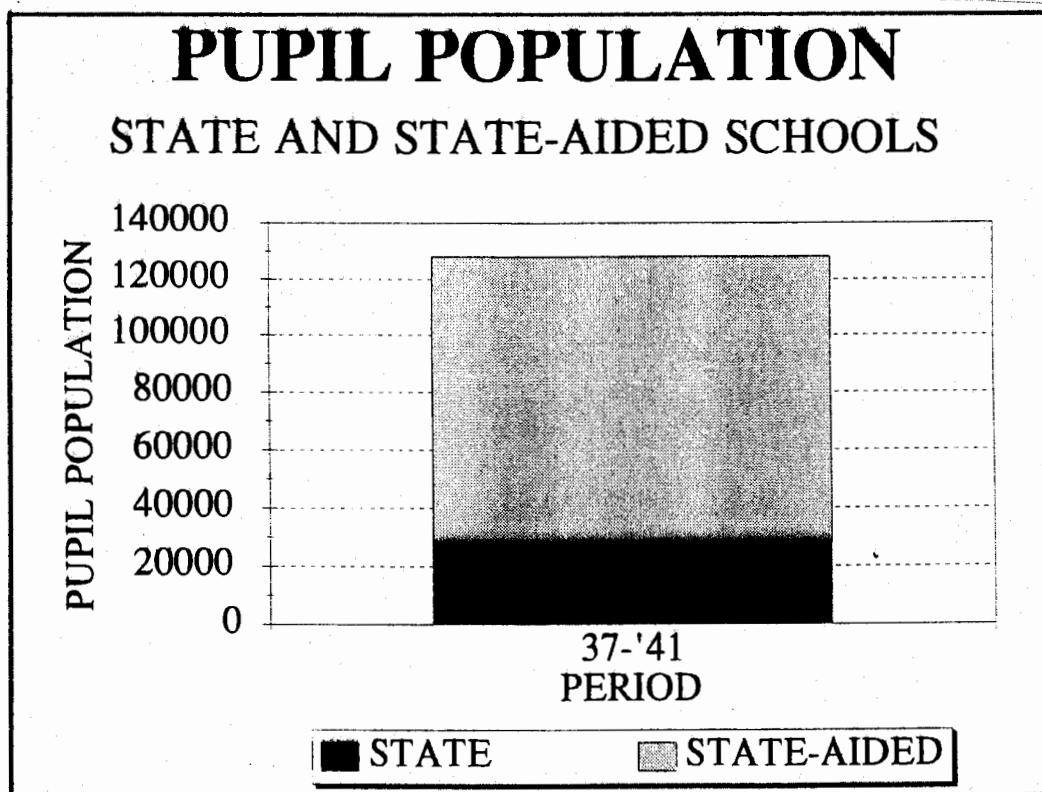 PUPIL POPULATION
STATE AND STATE-AIDED SCHOOLS
PUPIL POPULATION
140000
120000
100000
80000
60000
40000
20000
0
37-'41
PERIOD
STATE
STATE-AIDED